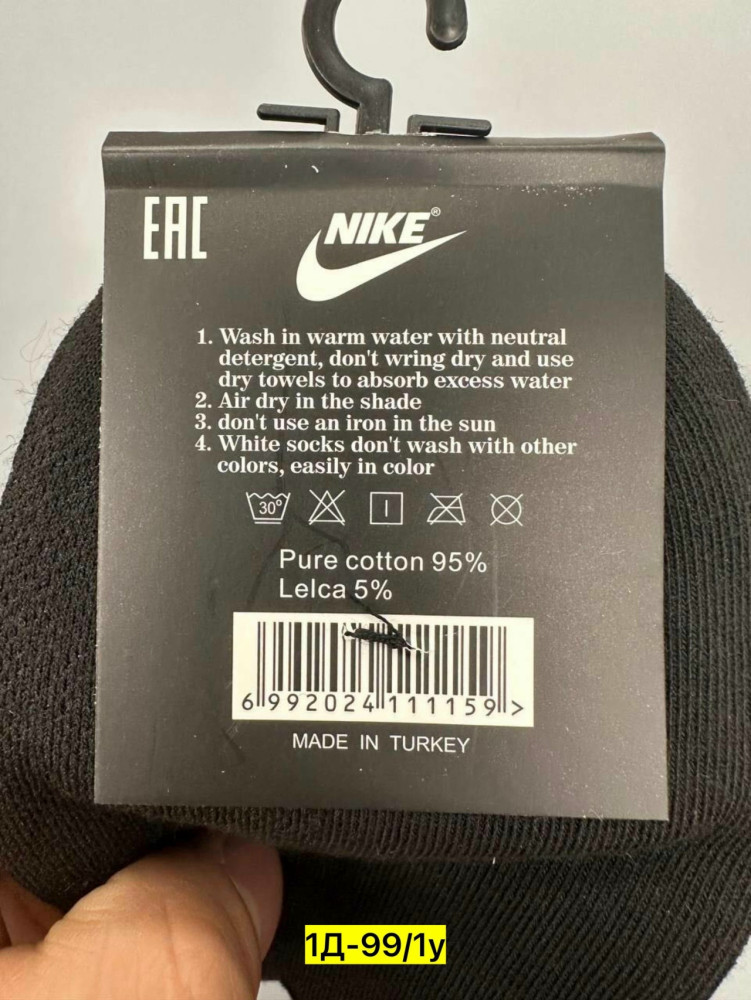 EAC
NIKE®
1. Wash in warm water with neutral
detergent, don't wring dry and use
dry towels to absorb excess water
2. Air dry in the shade
3. don't use an iron in the sun
4. White socks don't wash with other
colors, easily in color
30°
Pure cotton 95%
Lelca 5%
6 992024 111159 >
MADE IN TURKEY
1Д-99/1у